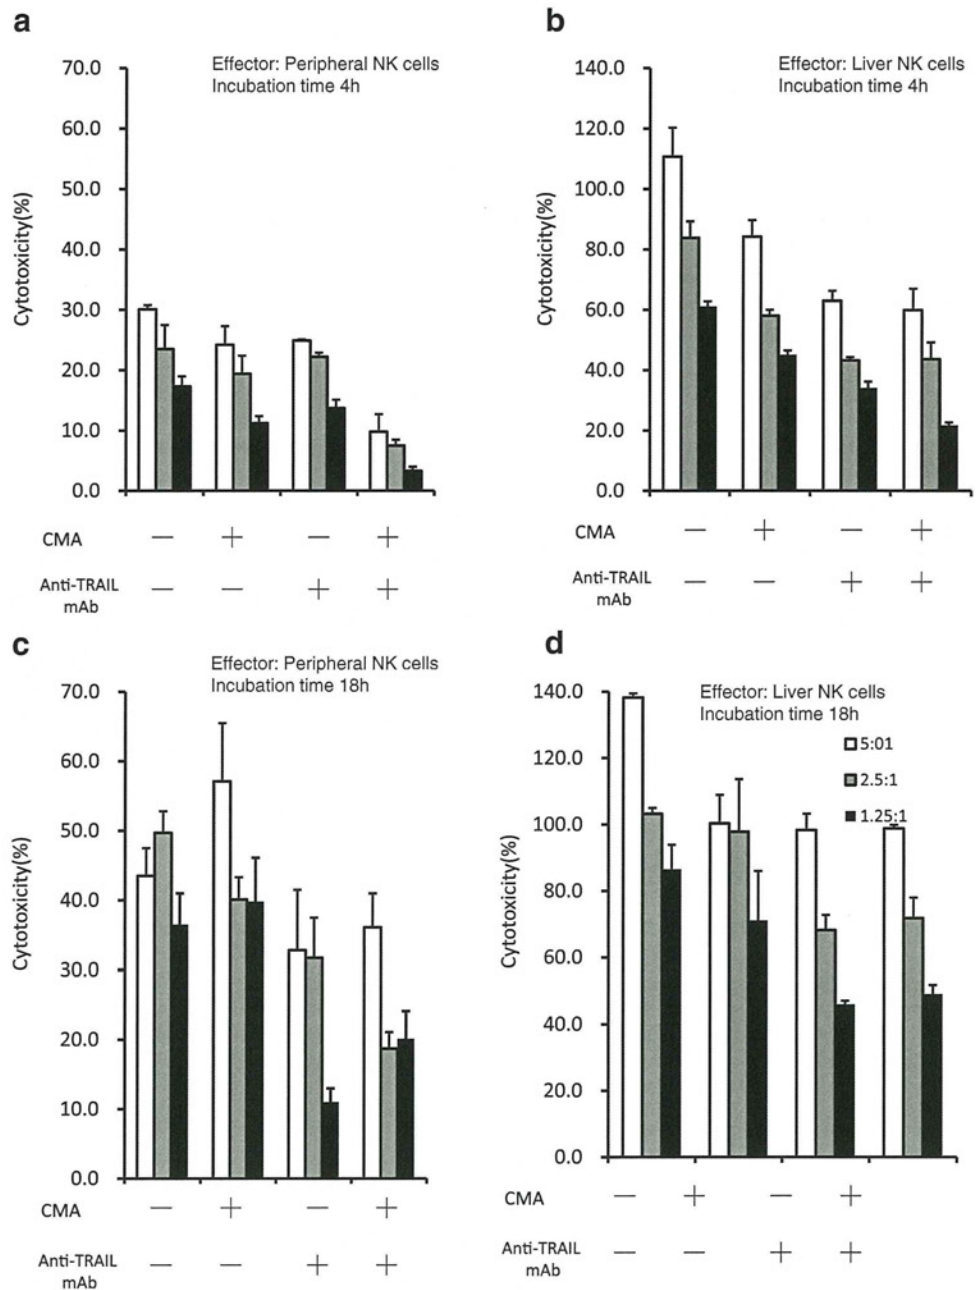 a
Effector: Peripheral NK cells
Incubation time 4h
70.0
60.0
50.0
40.0
30.0
20.0
10.0
0.0
Cytotoxicity(%)
CMA — + — +
Anti-TRAIL
mAb
— — + +
b
Effector: Liver NK cells
Incubation time 4h
140.0
120.0
100.0
80.0
60.0
40.0
20.0
0.0
Cytotoxicity(%)
CMA — + — +
Anti-TRAIL
mAb
— — + +
c
Effector: Peripheral NK cells
Incubation time 18h
70.0
60.0
50.0
40.0
30.0
20.0
10.0
0.0
Cytotoxicity(%)
CMA — + — +
Anti-TRAIL
mAb
— — + +
d
Effector: Liver NK cells
Incubation time 18h
5:01
2.5:1
1.25:1
140.0
120.0
100.0
80.0
60.0
40.0
20.0
0.0
Cytotoxicity(%)
CMA — + — +
Anti-TRAIL
mAb
— — + +